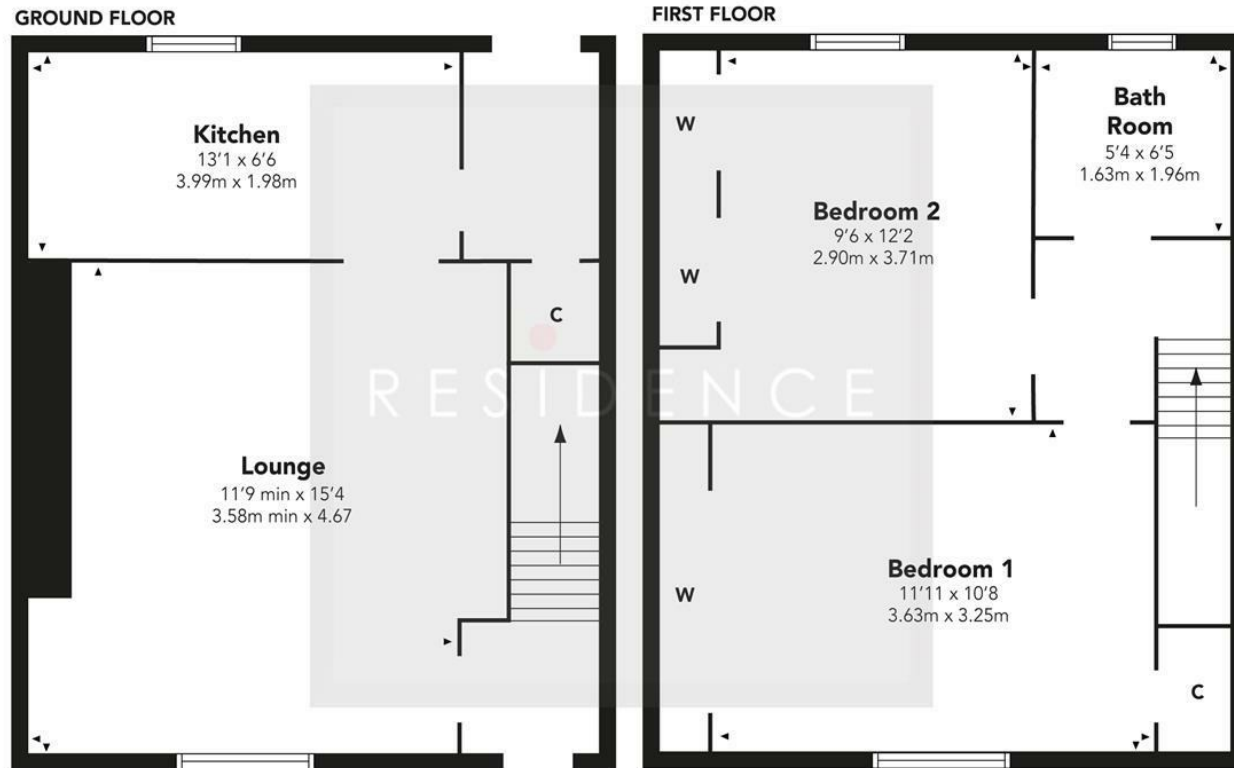 GROUND FLOOR
Kitchen
13'1 x 6'6
3.99m x 1.98m
C
Lounge
11'9 min x 15'4
3.58m min x 4.67
FIRST FLOOR
W
W
Bedroom 2
9'6 x 12'2
2.90m x 3.71m
Bath
Room
5'4 x 6'5
1.63m x 1.96m
W
Bedroom 1
11'11 x 10'8
3.63m x 3.25m
C
RESIDENCE